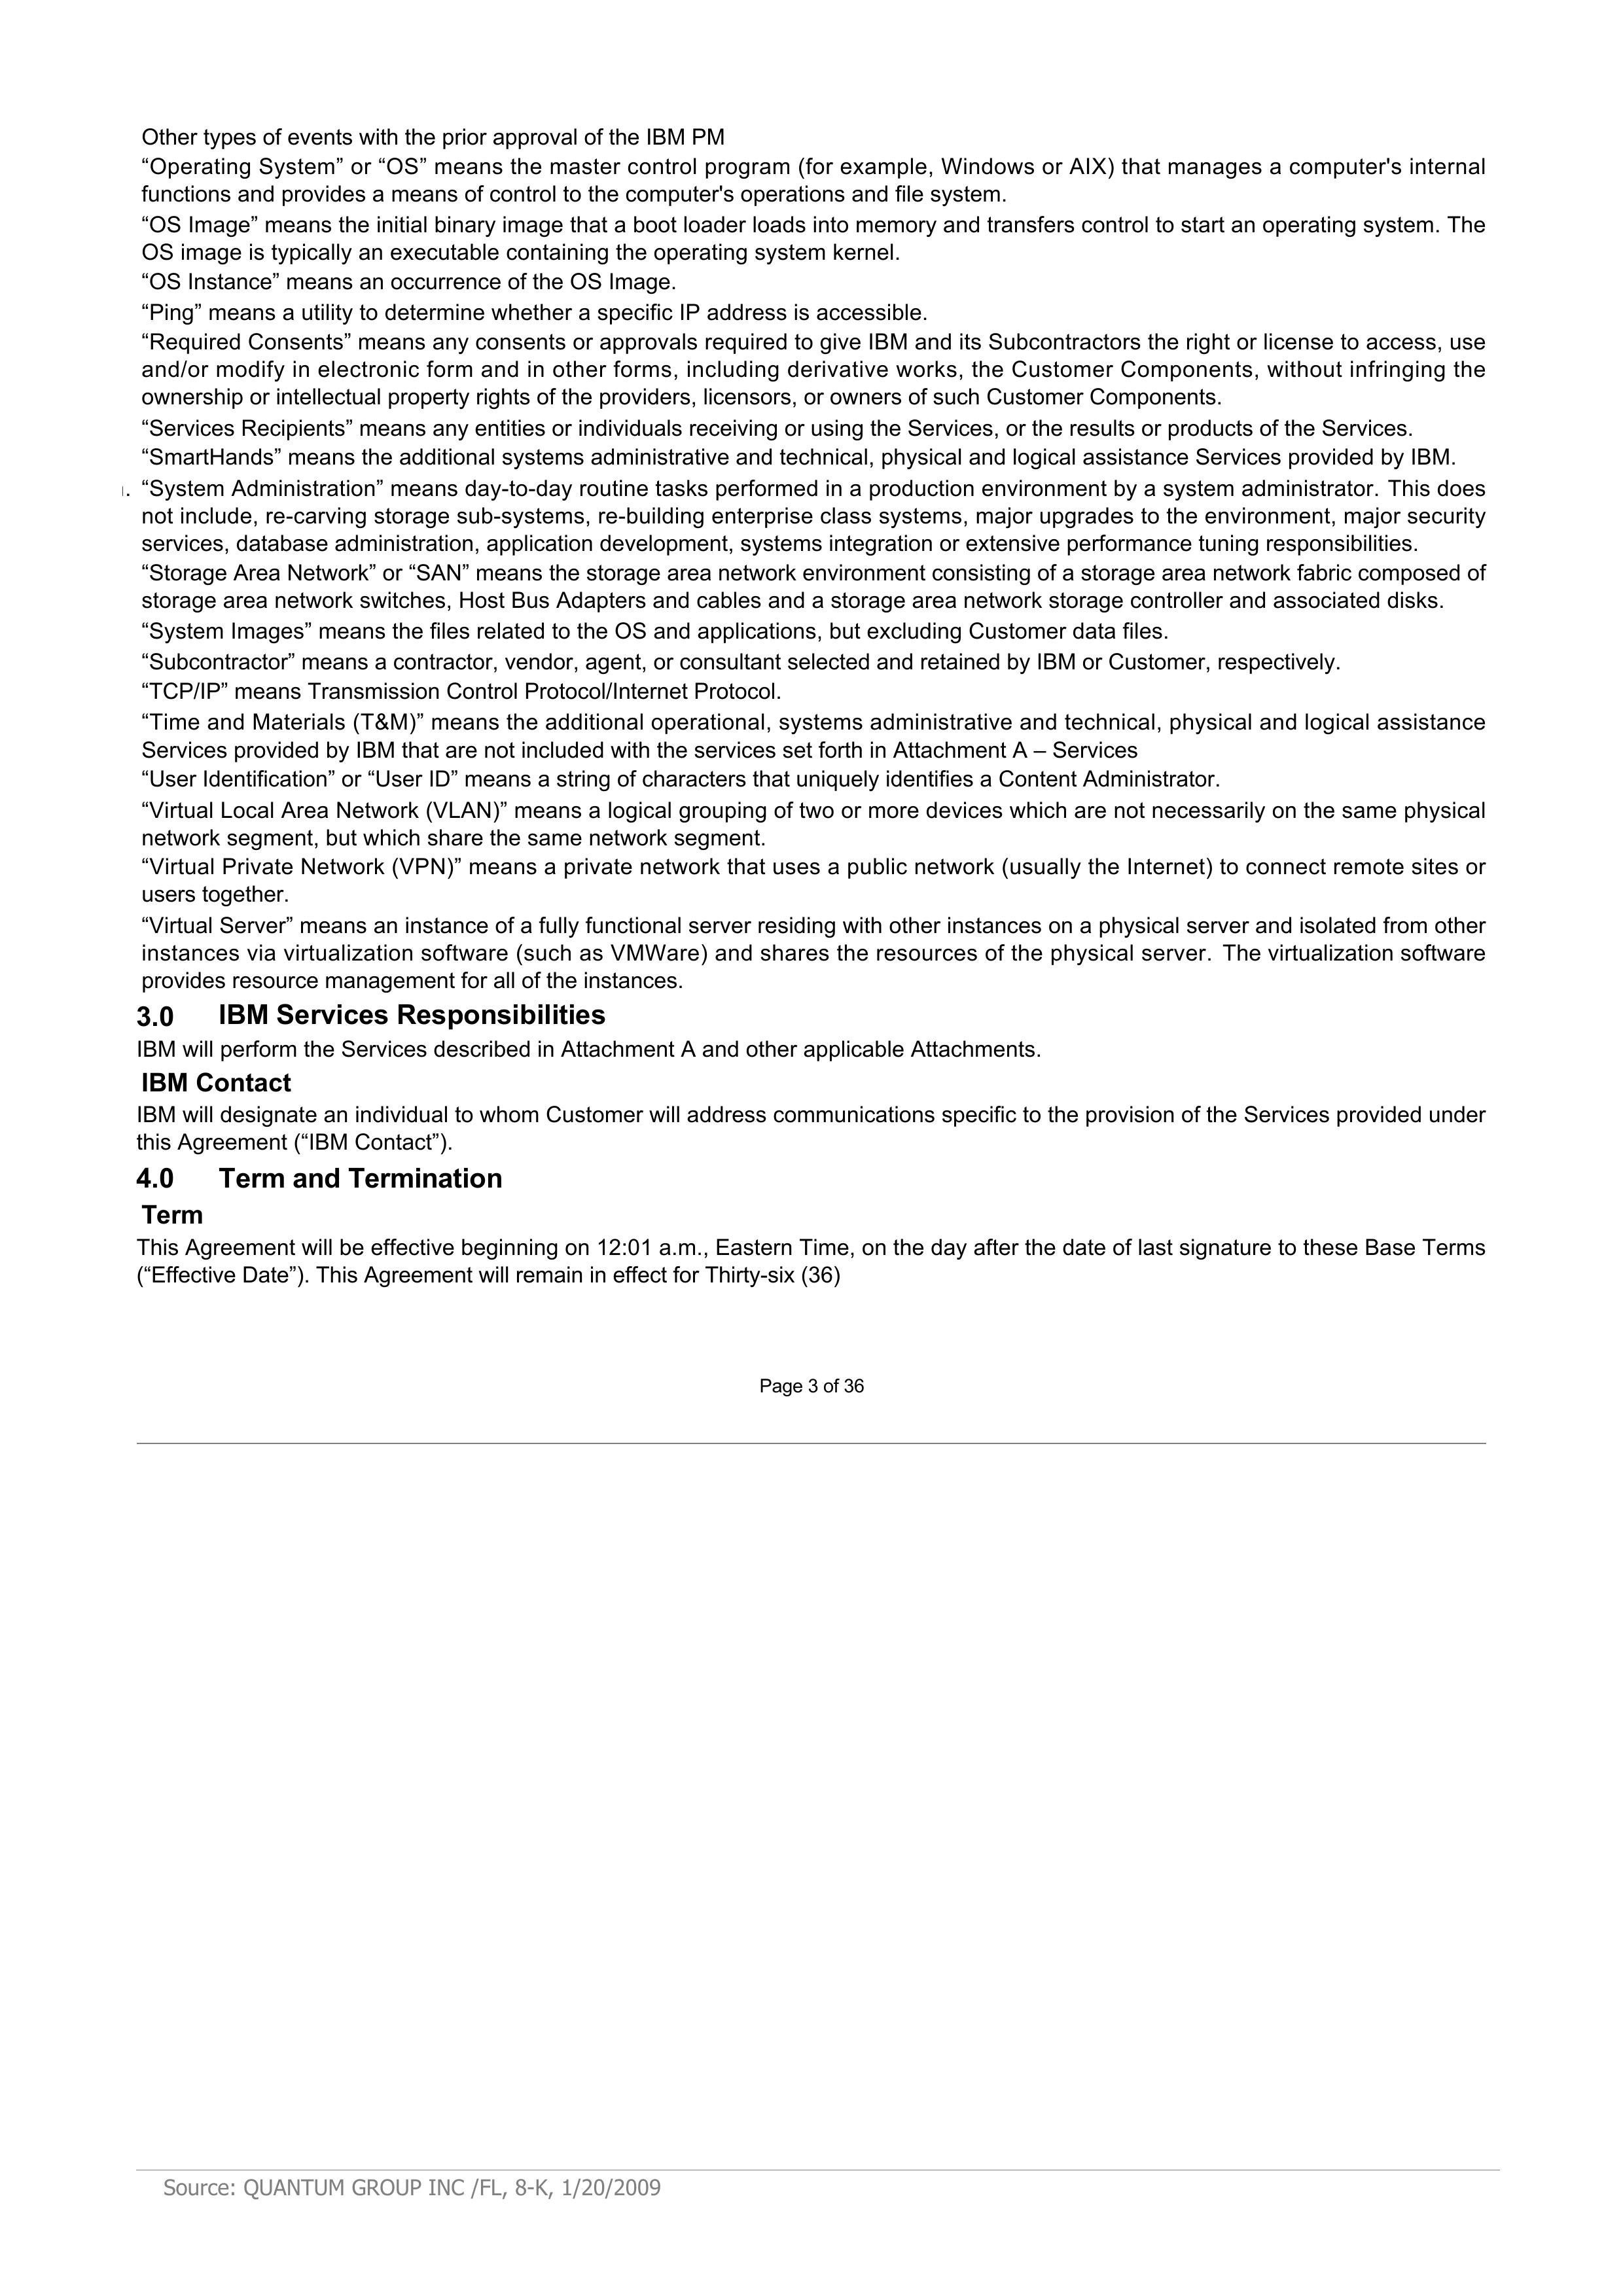 Other types of events with the prior approval of the IBM PM
“Operating System” or “OS” means the master control program (for example, Windows or AIX) that manages a computer's internal
functions and provides a means of control to the computer's operations and file system.
“OS Image” means the initial binary image that a boot loader loads into memory and transfers control to start an operating system. The
OS image is typically an executable containing the operating system kernel.
“OS Instance” means an occurrence of the OS Image.
“Ping” means a utility to determine whether a specific IP address is accessible.
“Required Consents” means any consents or approvals required to give IBM and its Subcontractors the right or license to access, use
and/or modify in electronic form and in other forms, including derivative works, the Customer Components, without infringing the
ownership or intellectual property rights of the providers, licensors, or owners of such Customer Components.
“Services Recipients” means any entities or individuals receiving or using the Services, or the results or products of the Services.
“SmartHands” means the additional systems administrative and technical, physical and logical assistance Services provided by IBM.
“System Administration” means day-to-day routine tasks performed in a production environment by a system administrator. This does
not include, re-carving storage sub-systems, re-building enterprise class systems, major upgrades to the environment, major security
services, database administration, application development, systems integration or extensive performance tuning responsibilities.
“Storage Area Network” or “SAN” means the storage area network environment consisting of a storage area network fabric composed of
storage area network switches, Host Bus Adapters and cables and a storage area network storage controller and associated disks.
“System Images” means the files related to the OS and applications, but excluding Customer data files.
“Subcontractor” means a contractor, vendor, agent, or consultant selected and retained by IBM or Customer, respectively.
“TCP/IP” means Transmission Control Protocol/Internet Protocol.
“Time and Materials (T&M)” means the additional operational, systems administrative and technical, physical and logical assistance
Services provided by IBM that are not included with the services set forth in Attachment A – Services
“User Identification” or “User ID” means a string of characters that uniquely identifies a Content Administrator.
“Virtual Local Area Network (VLAN)” means a logical grouping of two or more devices which are not necessarily on the same physical
network segment, but which share the same network segment.
“Virtual Private Network (VPN)” means a private network that uses a public network (usually the Internet) to connect remote sites or
users together.
“Virtual Server” means an instance of a fully functional server residing with other instances on a physical server and isolated from other
instances via virtualization software (such as VMWare) and shares the resources of the physical server. The virtualization software
provides resource management for all of the instances.
3.0 IBM Services Responsibilities
IBM will perform the Services described in Attachment A and other applicable Attachments.
IBM Contact
IBM will designate an individual to whom Customer will address communications specific to the provision of the Services provided under
this Agreement (“IBM Contact”).
4.0 Term and Termination
Term
This Agreement will be effective beginning on 12:01 a.m., Eastern Time, on the day after the date of last signature to these Base Terms
(“Effective Date”). This Agreement will remain in effect for Thirty-six (36)
Page 3 of 36
Source: QUANTUM GROUP INC /FL, 8-K, 1/20/2009